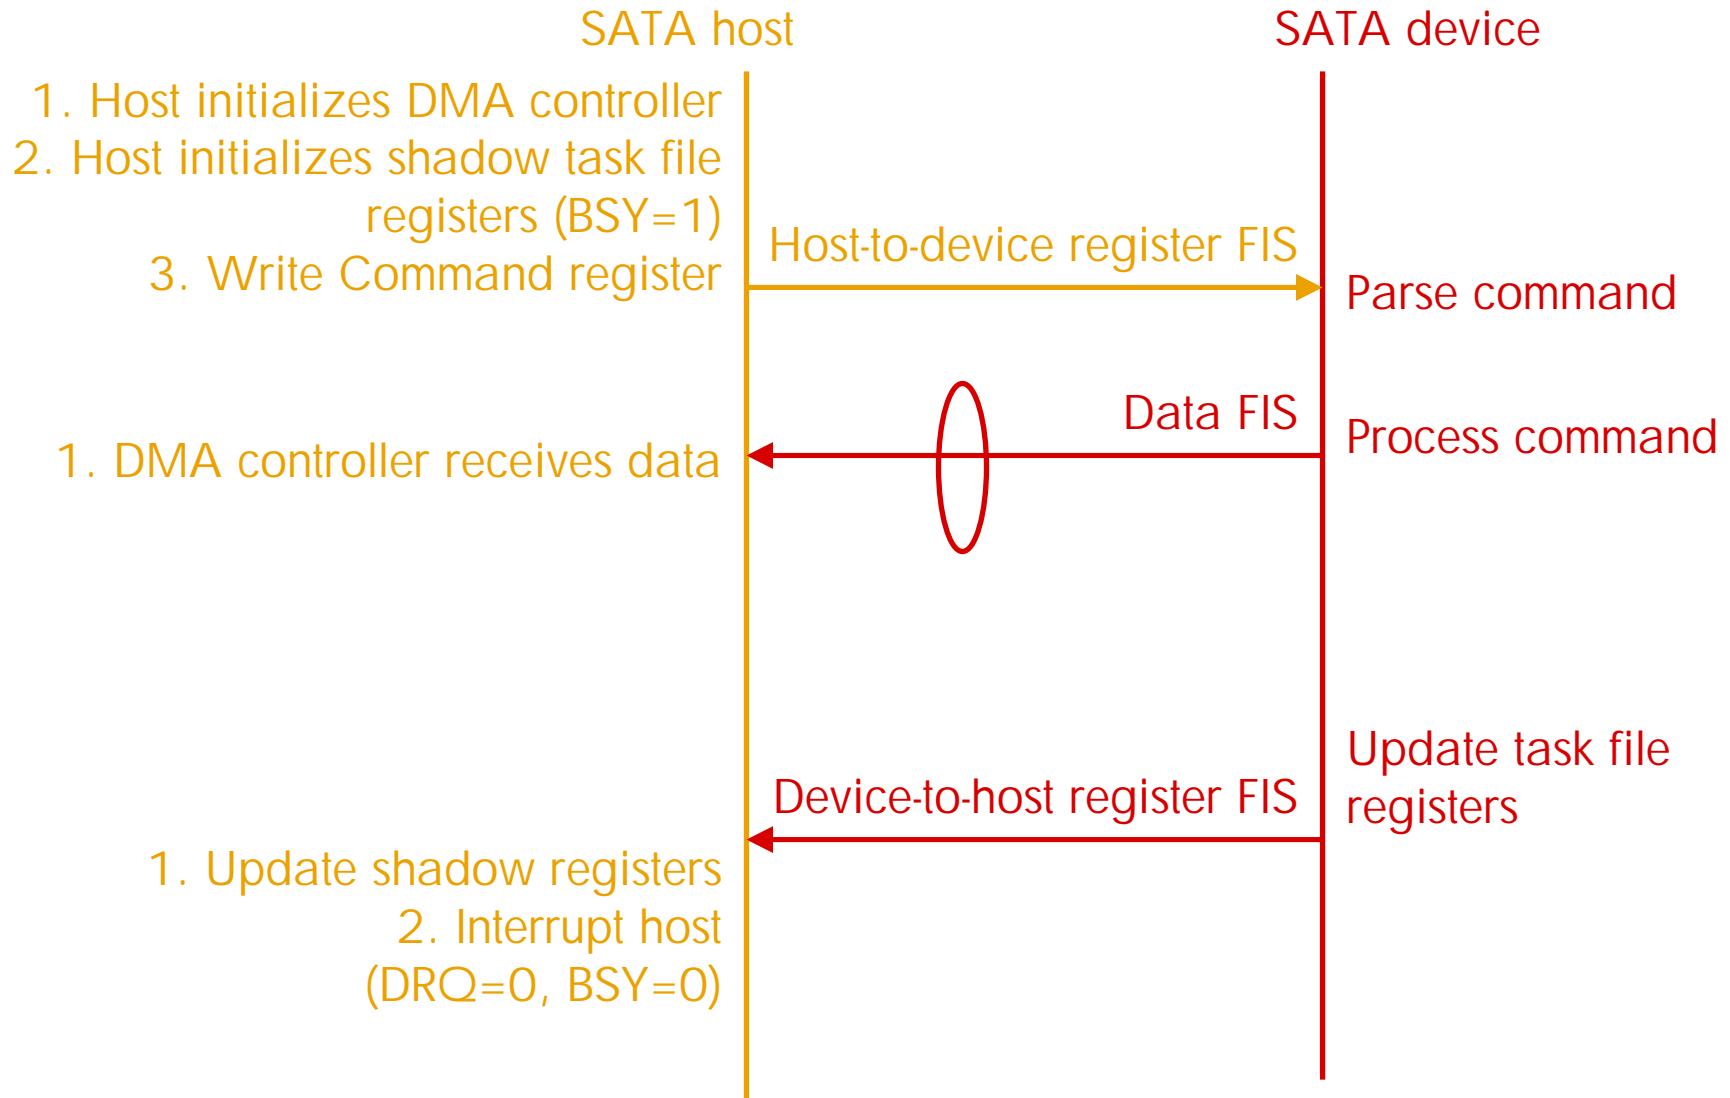 SATA host
SATA device
1. Host initializes DMA controller
2. Host initializes shadow task file
registers (BSY=1)
3. Write Command register
Host-to-device register FIS
Parse command
Data FIS
Process command
1. DMA controller receives data
Update task file
registers
Device-to-host register FIS
1. Update shadow registers
2. Interrupt host
(DRQ=0, BSY=0)